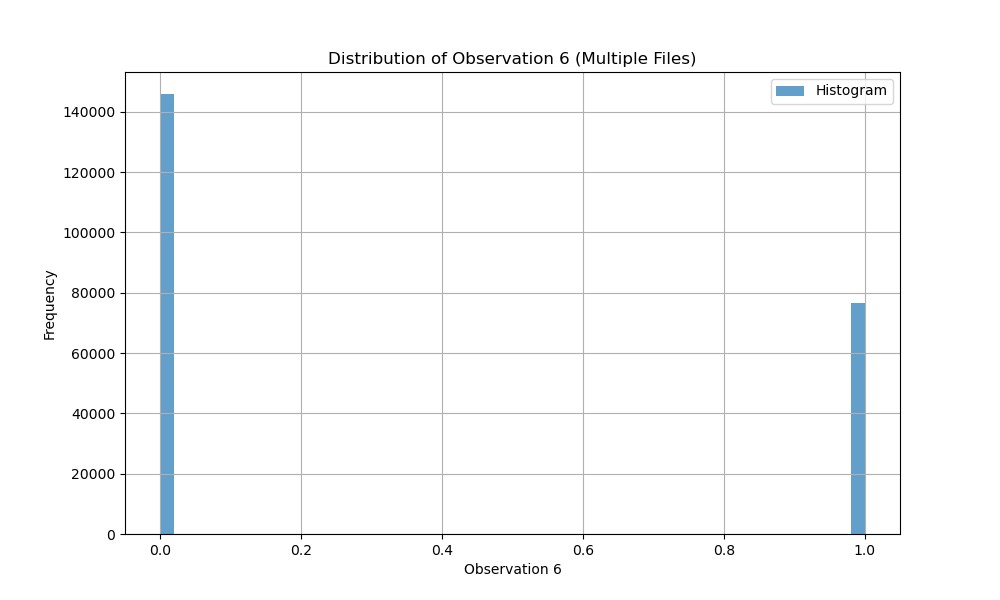 Distribution of Observation 6 (Multiple Files)
Histogram
140000
120000
100000
80000
60000
40000
20000
0
Frequency
0.0 0.2 0.4 0.6 0.8 1.0
Observation 6